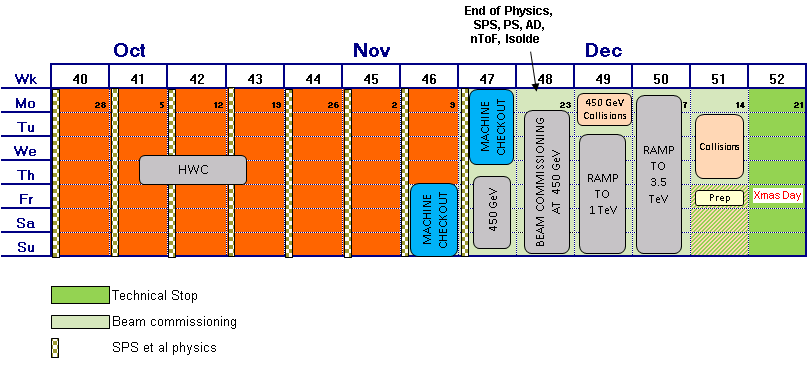 End of Physics,
SPS, PS, AD,
nToF, Isolde
Oct Nov Dec
Wk 40 41 42 43 44 45 46 47 48 49 50 51 52
Mo 28 5 12 19 26 2 9 23 7 14 21
Tu
We
Th
Fr
Sa
Su
HWC
MACHINE
CHECKOUT
MACHINE
CHECKOUT
450 GeV
BEAM COMMISSIONING
AT 450 GeV
450 GeV
Collisions
RAMP
TO
1 TeV
RAMP
TO
3.5
TeV
Collisions
Prep
Xmas Day
Technical Stop
Beam commissioning
SPS et al physics